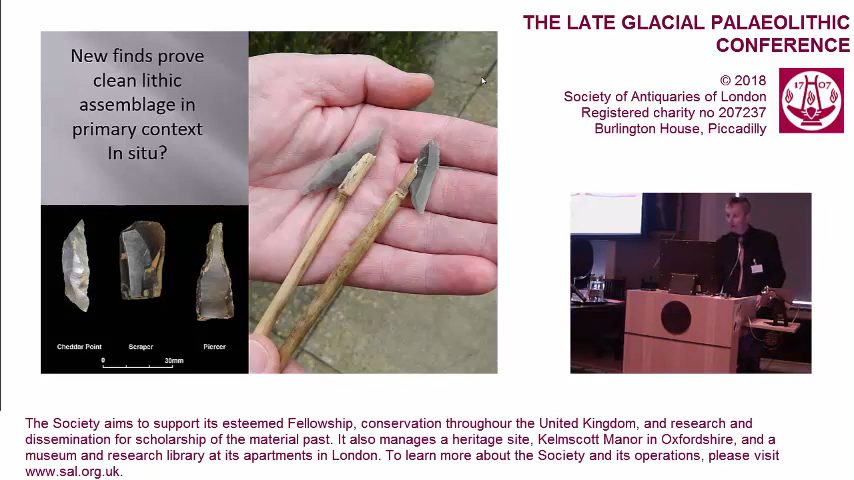 New finds prove
clean lithic
assemblage in
primary context
In situ?
Cheddar Point
Scraper
Piercer
0
30mm
THE LATE GLACIAL PALAEOLITHIC
CONFERENCE
© 2018
Society of Antiquaries of London
Registered charity no 207237
Burlington House, Piccadilly
17 07
The Society aims to support its esteemed Fellowship, conservation throughour the United Kingdom, and research and
dissemination for scholarship of the material past. It also manages a heritage site, Kelmscott Manor in Oxfordshire, and a
museum and research library at its apartments in London. To learn more about the Society and its operations, please visit
www.sal.org.uk.